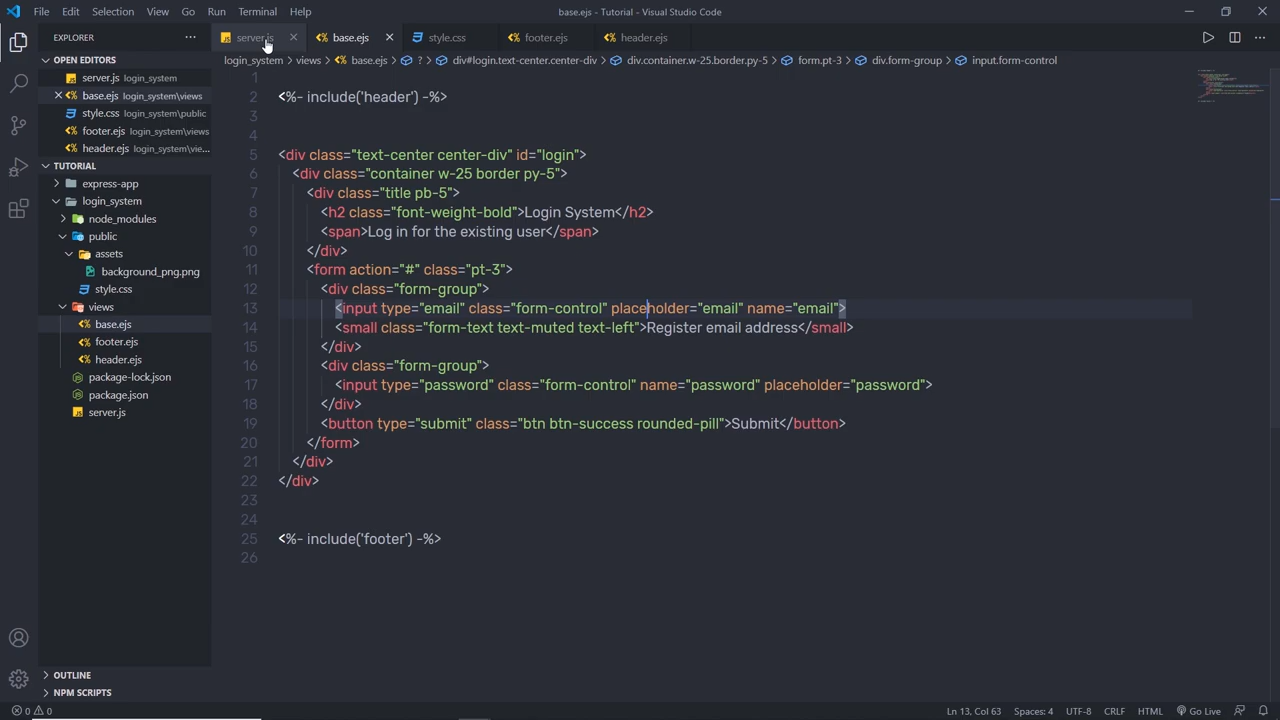 File Edit Selection View Go Run Terminal Help base.ejs - Tutorial - Visual Studio Code
EXPLORER
server.js base.ejs style.css footer.ejs header.ejs
OPEN EDITORS
server.js login_system
base.ejs login_system\views
style.css login_system\public
footer.ejs login_system\views
header.ejs login_system\vie...
TUTORIAL
express-app
login_system
node_modules
public
assets
background_png.png
style.css
views
base.ejs
footer.ejs
header.ejs
package-lock.json
package.json
server.js
OUTLINE
NPM SCRIPTS
login_system > views > base.ejs > ? > div#login.text-center.center-div > div.container.w-25.border.py-5 > form.pt-3 > div.form-group > input.form-control
1
2 <%- include('header') -%>
3
4
5 <div class="text-center center-div" id="login">
6 <div class="container w-25 border py-5">
7 <div class="title pb-5">
8 <h2 class="font-weight-bold">Login System</h2>
9 <span>Log in for the existing user</span>
10 </div>
11 <form action="#" class="pt-3">
12 <div class="form-group">
13 <input type="email" class="form-control" placeholder="email" name="email">
14 <small class="form-text text-muted text-left">Register email address</small>
15 </div>
16 <div class="form-group">
17 <input type="password" class="form-control" name="password" placeholder="password">
18 </div>
19 <button type="submit" class="btn btn-success rounded-pill">Submit</button>
20 </form>
21 </div>
22 </div>
23
24
25 <%- include('footer') -%>
26
0 0 Ln 13, Col 63 Spaces: 4 UTF-8 CRLF HTML Go Live